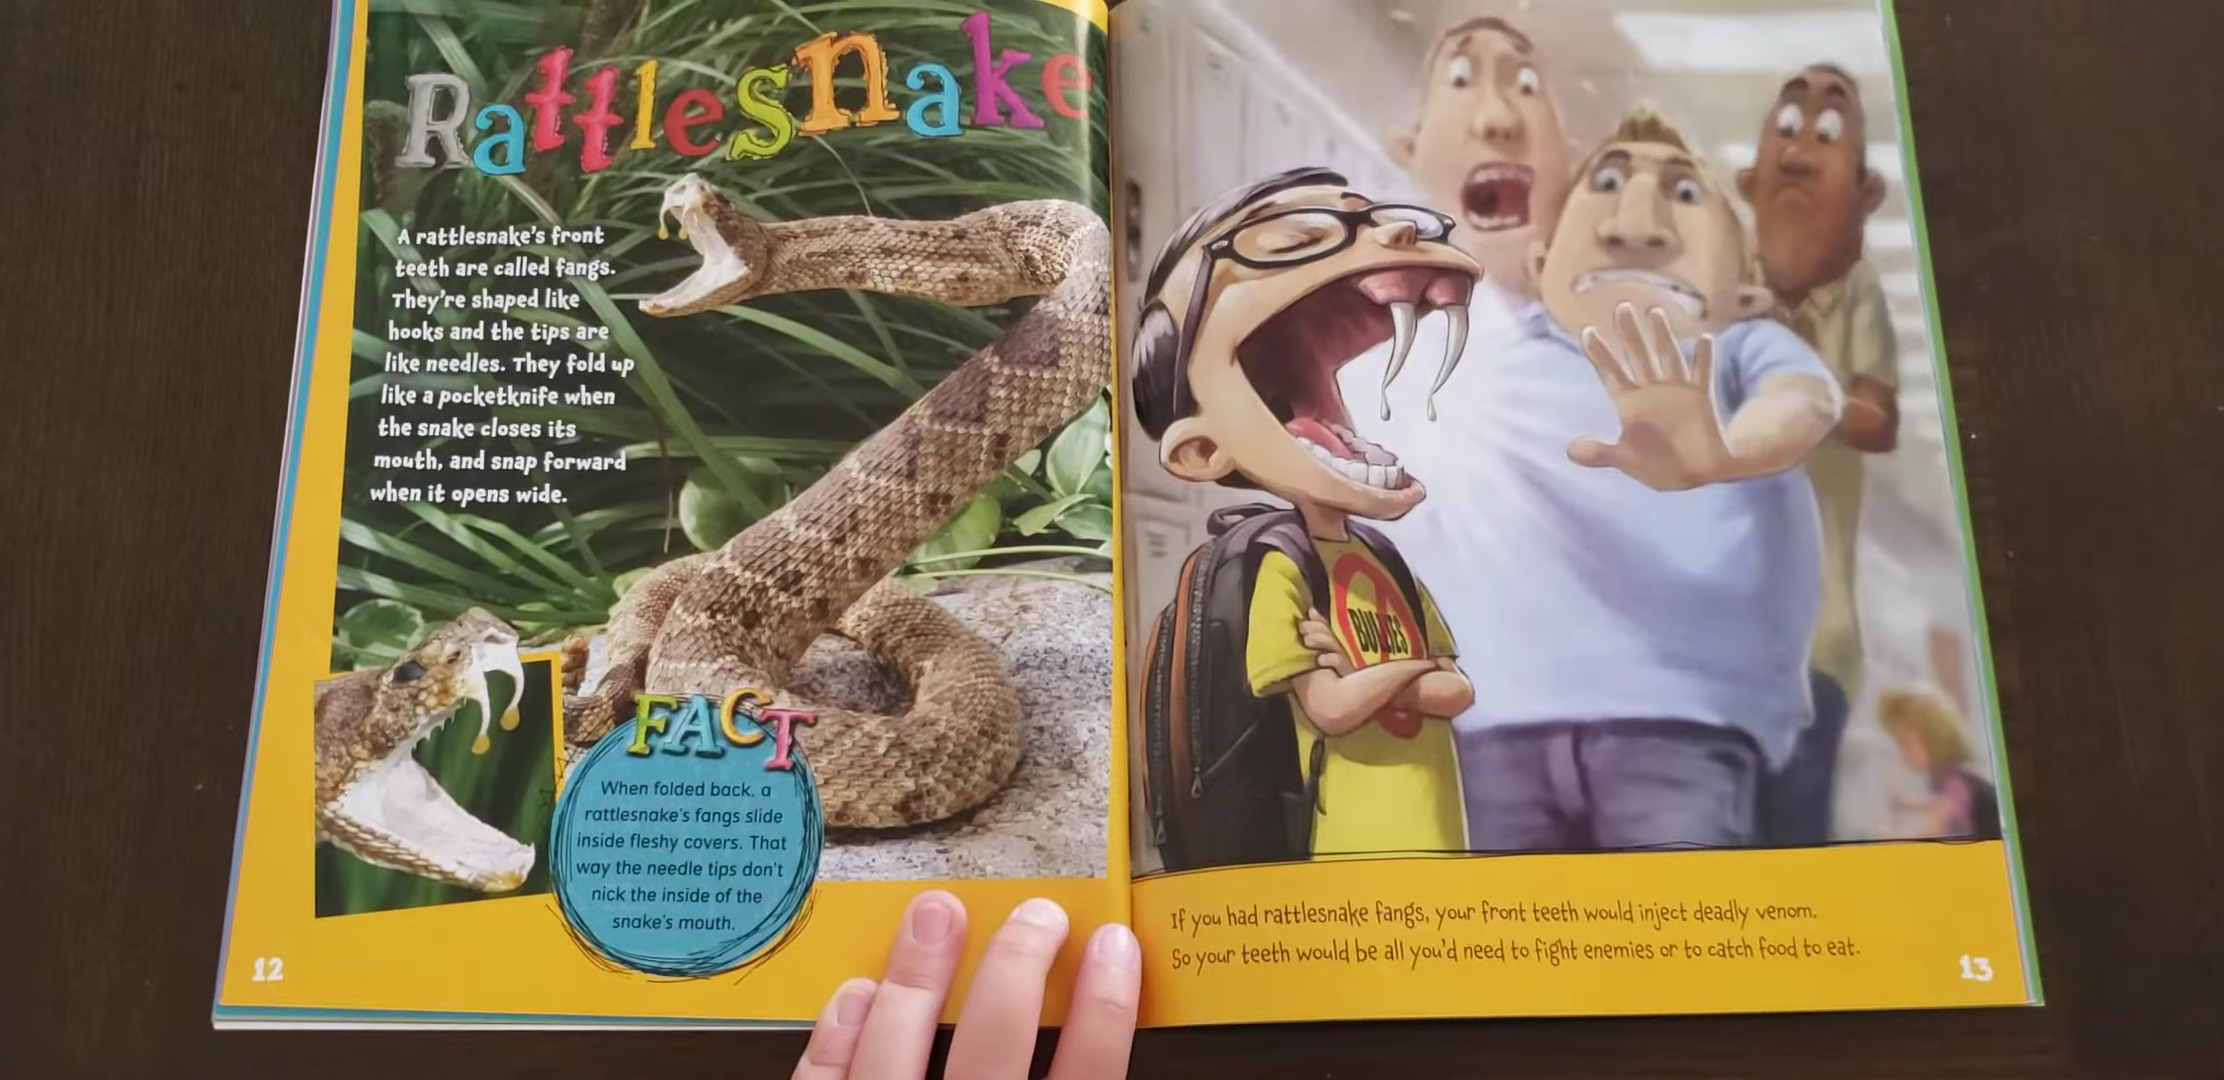 Rattlesnake
A rattlesnake's front
teeth are called fangs.
They're shaped like
hooks and the tips are
like needles. They fold up
like a pocketknife when
the snake closes its
mouth, and snap forward
when it opens wide.
FACT
When folded back, a
rattlesnake's fangs slide
inside fleshy covers. That
way the needle tips don't
nick the inside of the
snake's mouth.
12
BULLIES
If you had rattlesnake fangs, your front teeth would inject deadly venom.
So your teeth would be all you'd need to fight enemies or to catch food to eat.
13